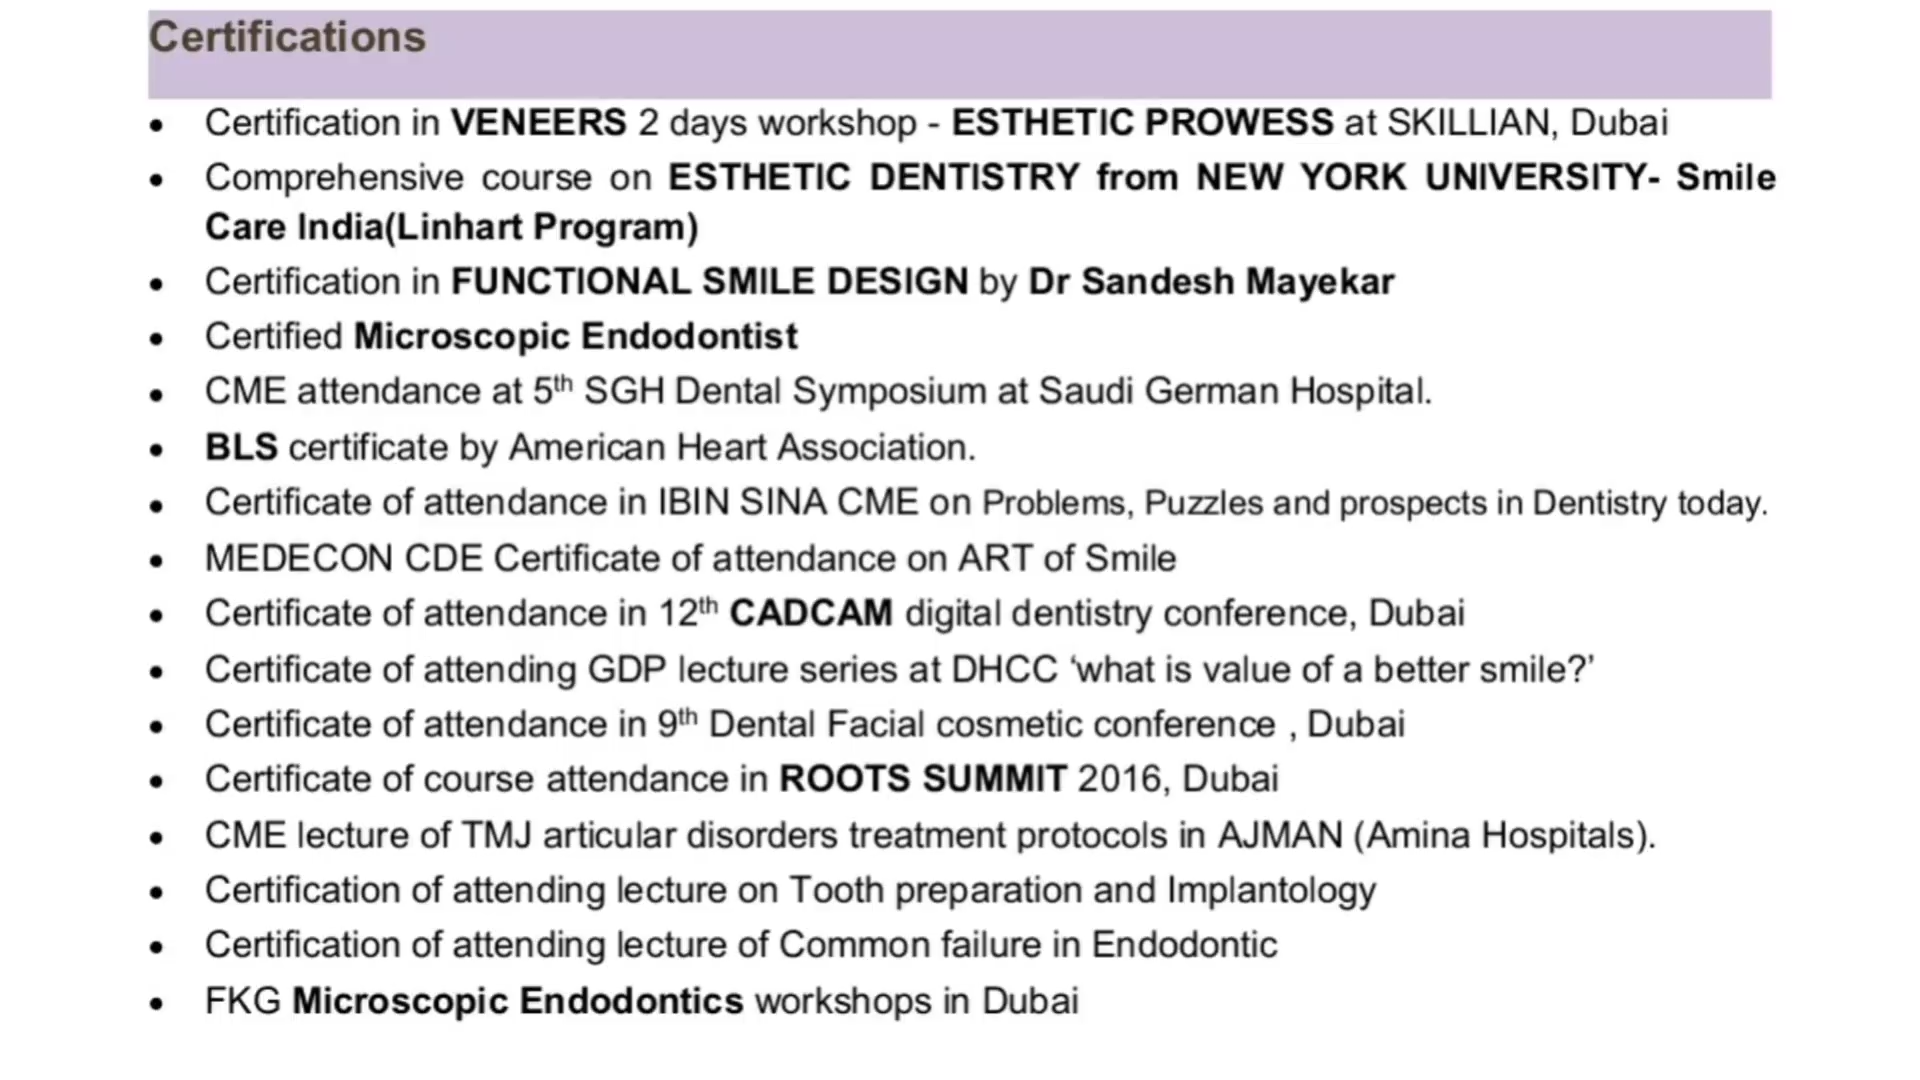 Certifications
• Certification in VENEERS 2 days workshop - ESTHETIC PROWESS at SKILLIAN, Dubai
• Comprehensive course on ESTHETIC DENTISTRY from NEW YORK UNIVERSITY- Smile
Care India(Linhart Program)
• Certification in FUNCTIONAL SMILE DESIGN by Dr Sandesh Mayekar
• Certified Microscopic Endodontist
• CME attendance at 5th SGH Dental Symposium at Saudi German Hospital.
• BLS certificate by American Heart Association.
• Certificate of attendance in IBIN SINA CME on Problems, Puzzles and prospects in Dentistry today.
• MEDECON CDE Certificate of attendance on ART of Smile
• Certificate of attendance in 12th CADCAM digital dentistry conference, Dubai
• Certificate of attending GDP lecture series at DHCC ‘what is value of a better smile?’
• Certificate of attendance in 9th Dental Facial cosmetic conference , Dubai
• Certificate of course attendance in ROOTS SUMMIT 2016, Dubai
• CME lecture of TMJ articular disorders treatment protocols in AJMAN (Amina Hospitals).
• Certification of attending lecture on Tooth preparation and Implantology
• Certification of attending lecture of Common failure in Endodontic
• FKG Microscopic Endodontics workshops in Dubai